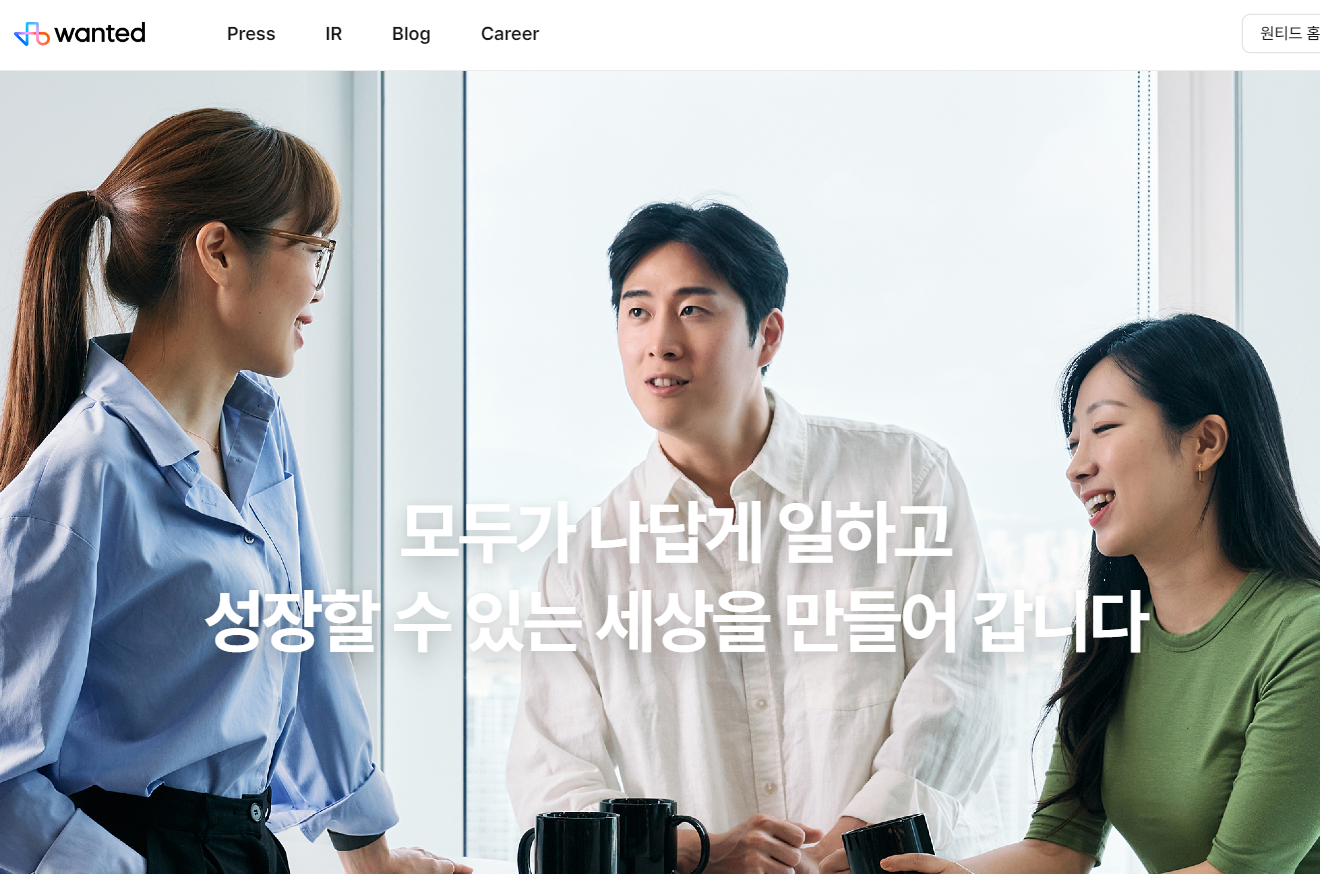 wanted
Press
IR
Blog
Career
원티드 홈
모두가 나답게 일하고
성장할 수 있는 세상을 만들어 갑니다